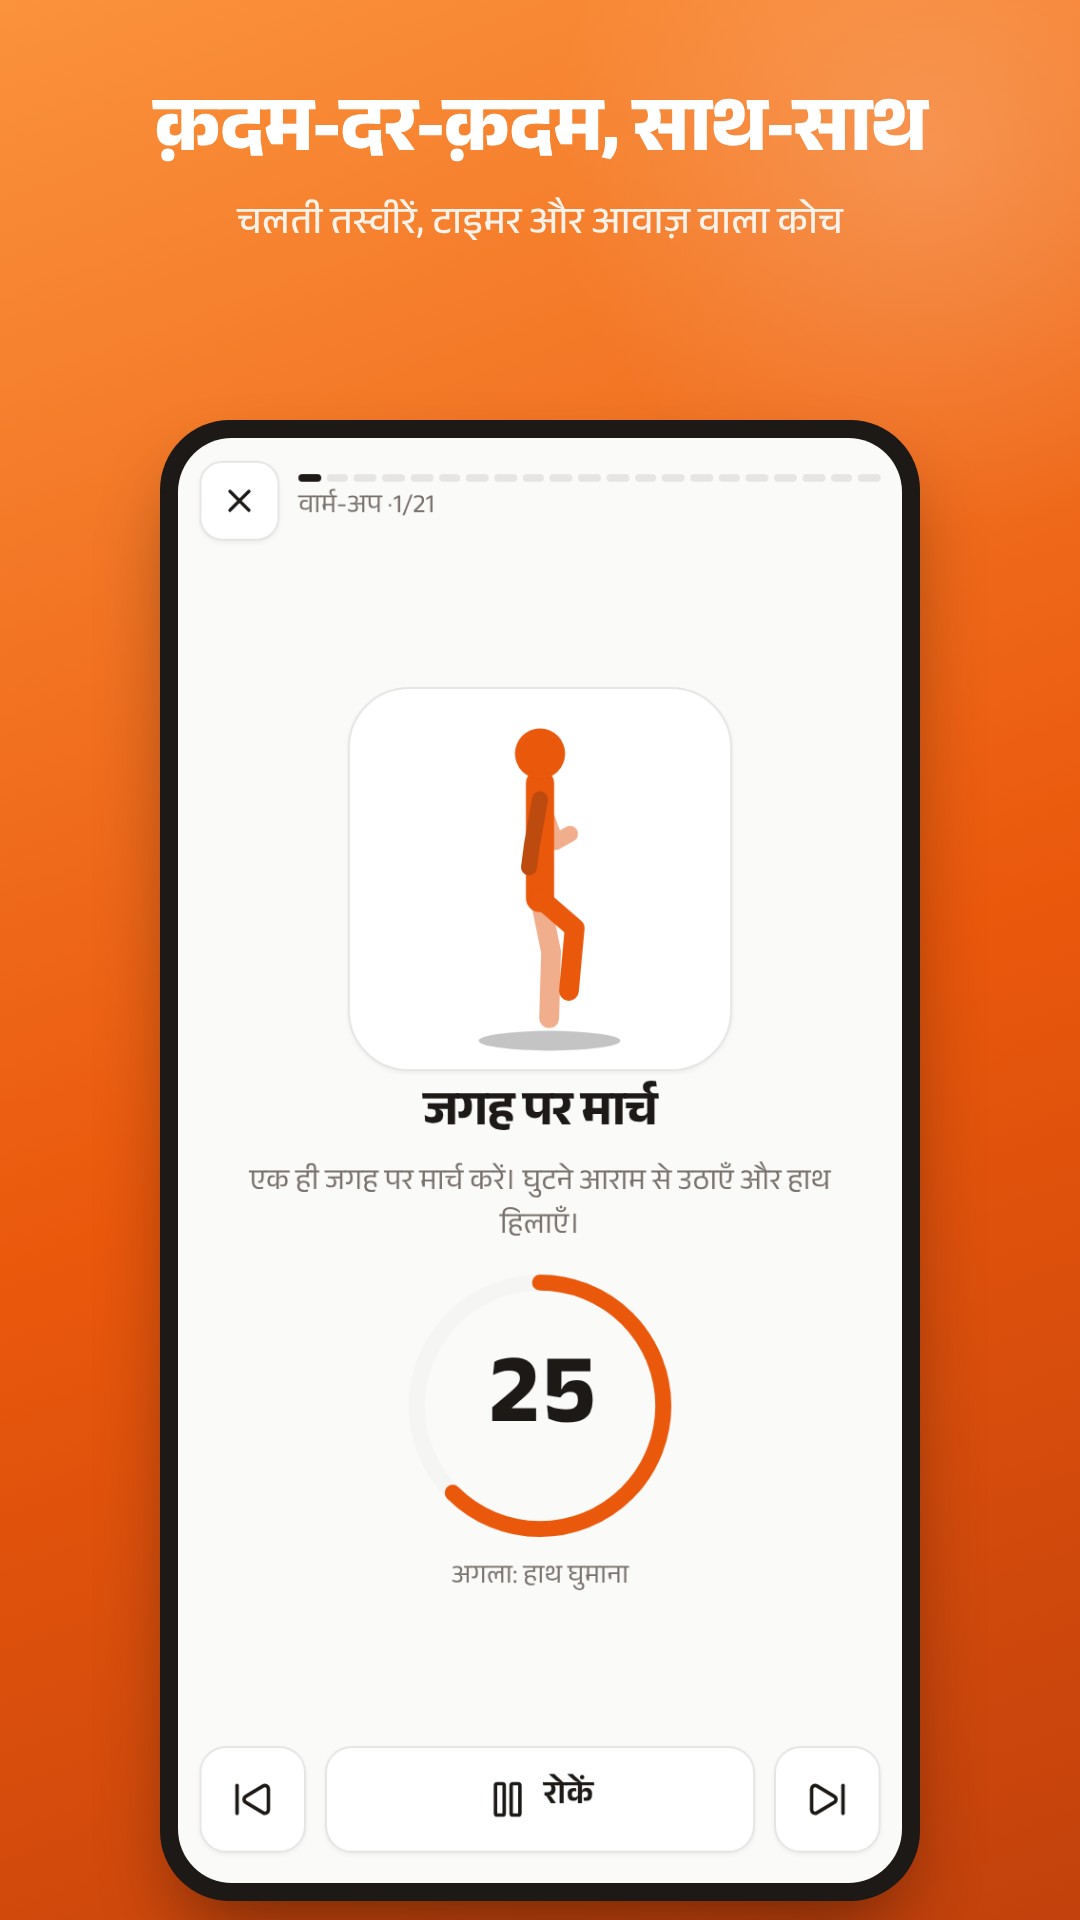 क़दम-दर-क़दम, साथ-साथ
चलती तस्वीरें, टाइमर और आवाज़ वाला कोच
वार्म-अप ·1/21
जगह पर मार्च
एक ही जगह पर मार्च करें। घुटने आराम से उठाएँ और हाथ
हिलाएँ।
25
अगला: हाथ घुमाना
रोकें